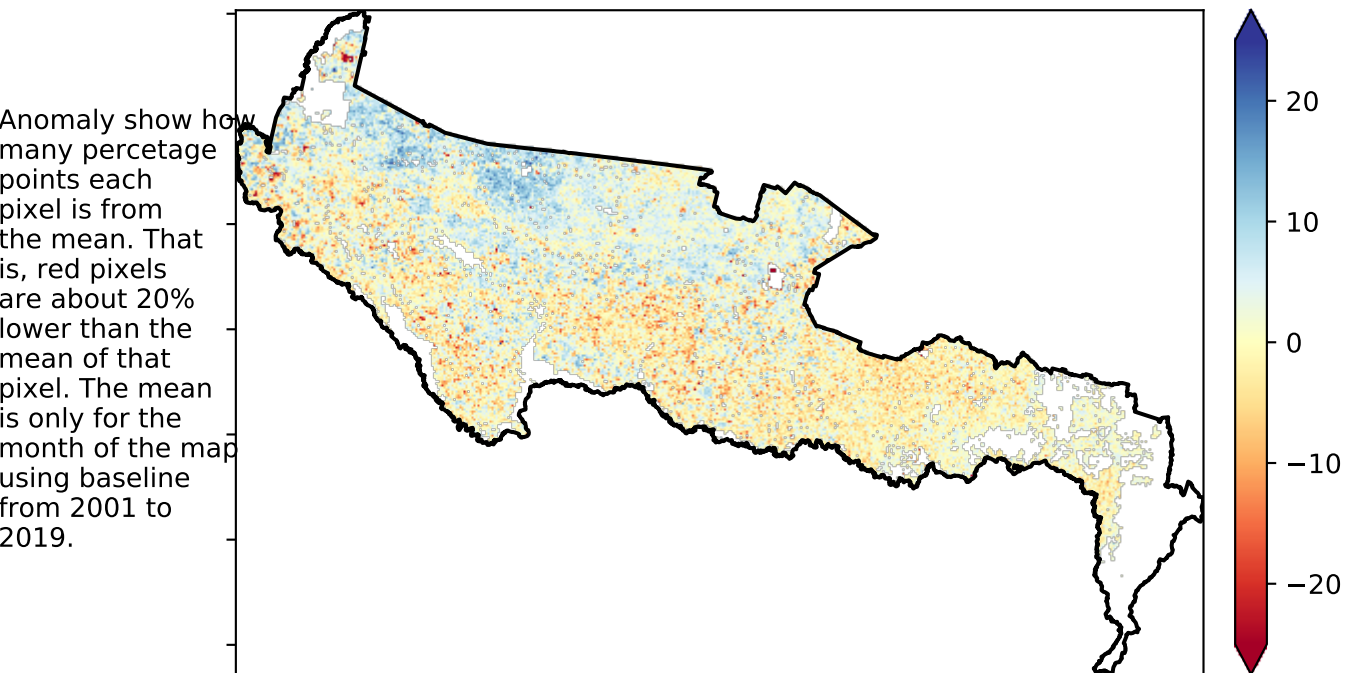 Anomaly show how
many percetage
points each
pixel is from
the mean. That
is, red pixels
are about 20%
lower than the
mean of that
pixel. The mean
is only for the
month of the map
using baseline
from 2001 to
2019.
20
10
0
−10
−20